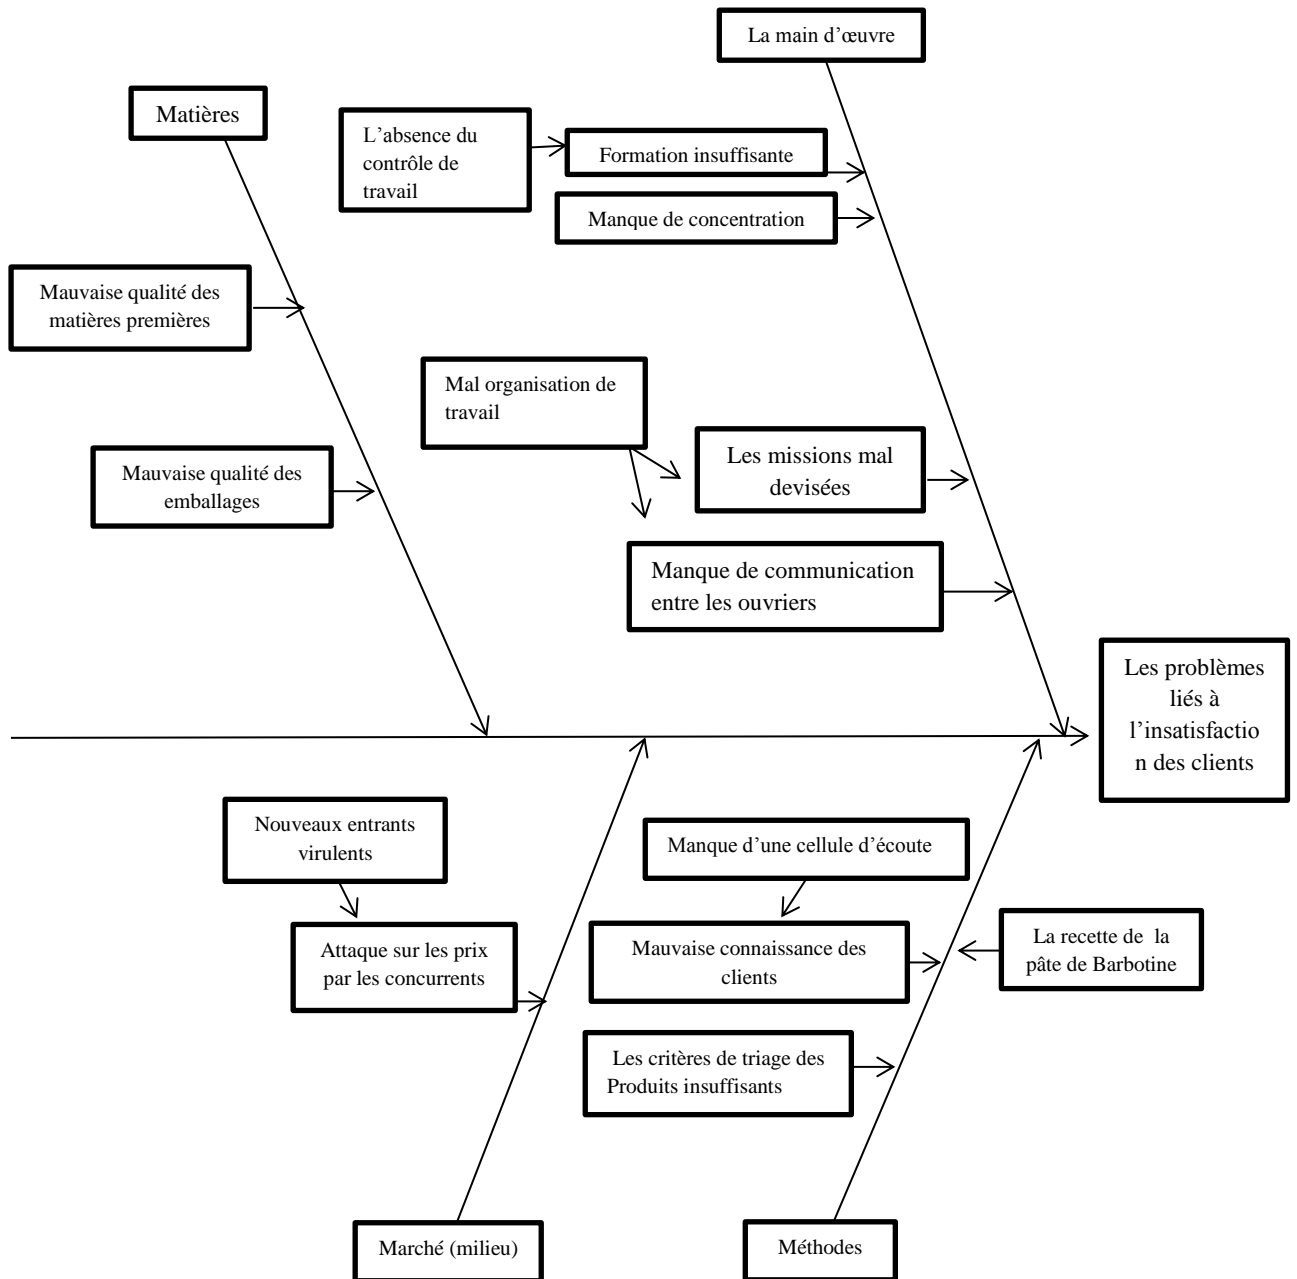 La main d’œuvre
Matières
L’absence du
contrôle de
travail
Formation insuffisante
Manque de concentration
Mauvaise qualité des
matières premières
Mal organisation de
travail
Mauvaise qualité des
emballages
Les missions mal
devisées
Manque de communication
entre les ouvriers
Les problèmes
liés à
l’insatisfactio
n des clients
Nouveaux entrants
virulents
Manque d’une cellule d’écoute
Attaque sur les prix
par les concurrents
Mauvaise connaissance des
clients
La recette de la
pâte de Barbotine
Les critères de triage des
Produits insuffisants
Marché (milieu)
Méthodes